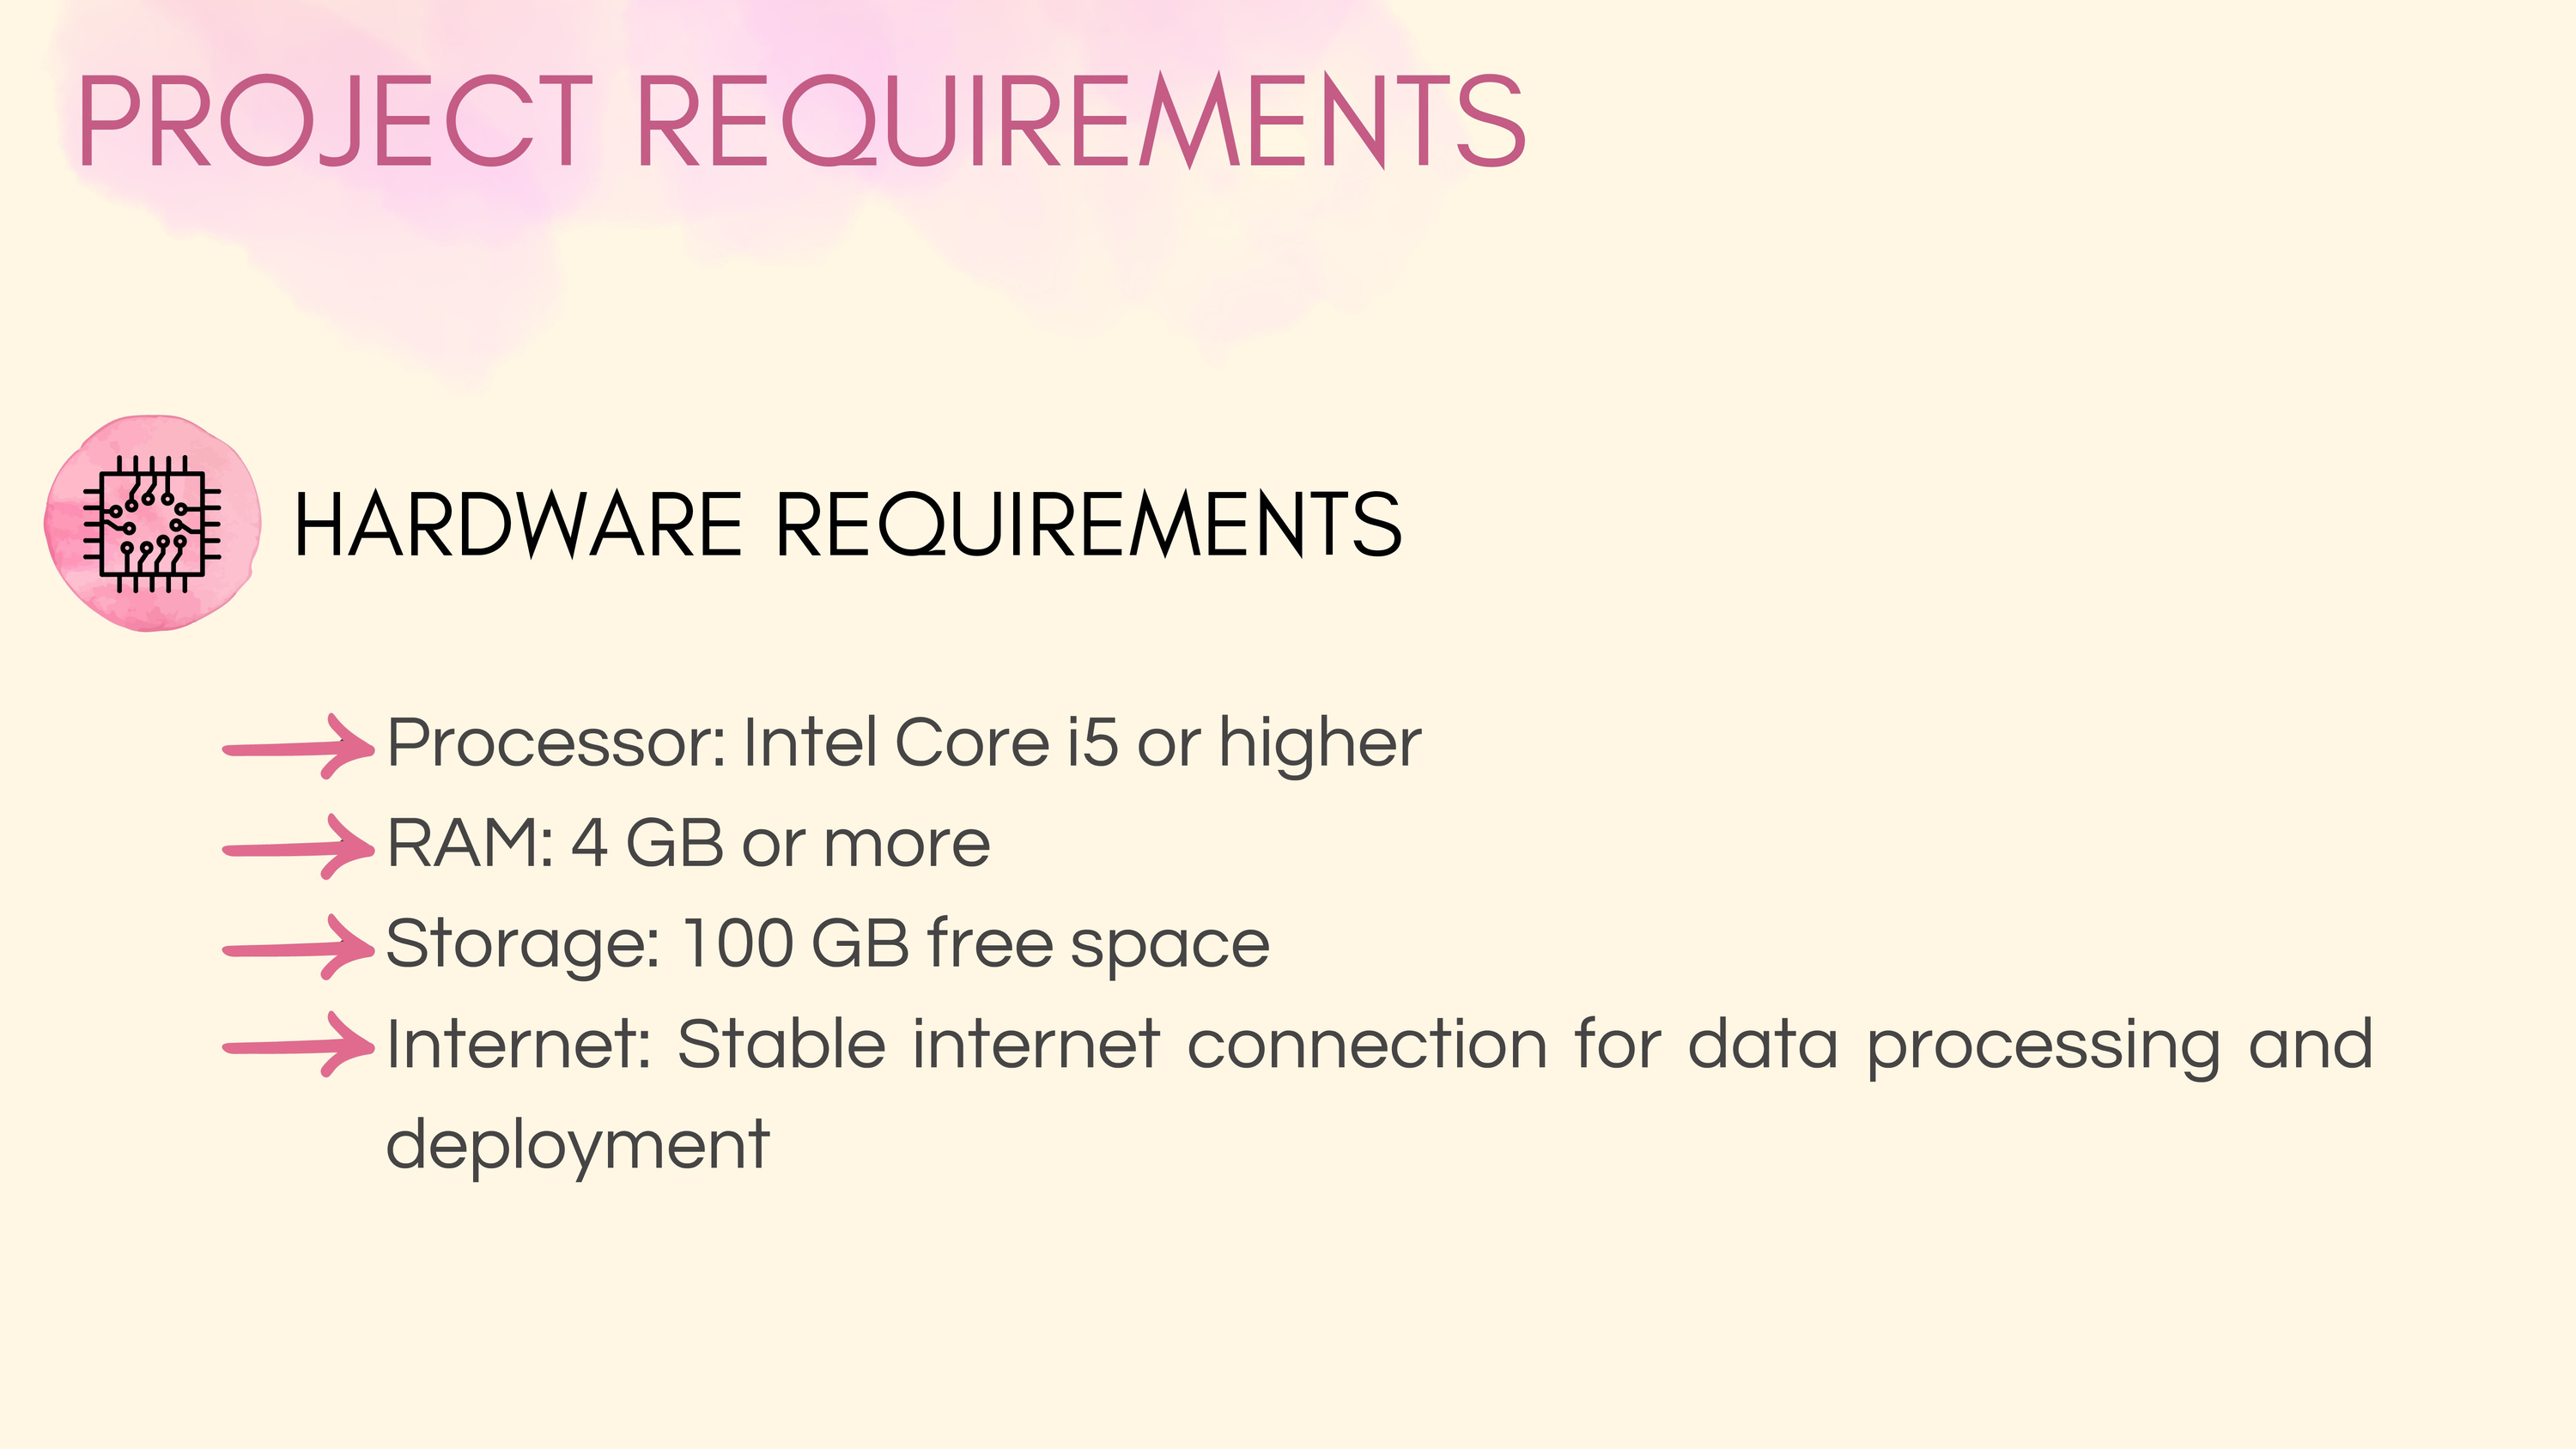 PROJECT REQUIREMENTS
HARDWARE REQUIREMENTS
Processor: Intel Core i5 or higher
RAM: 4 GB or more
Storage: 100 GB free space
Internet: Stable internet connection for data processing and
deployment